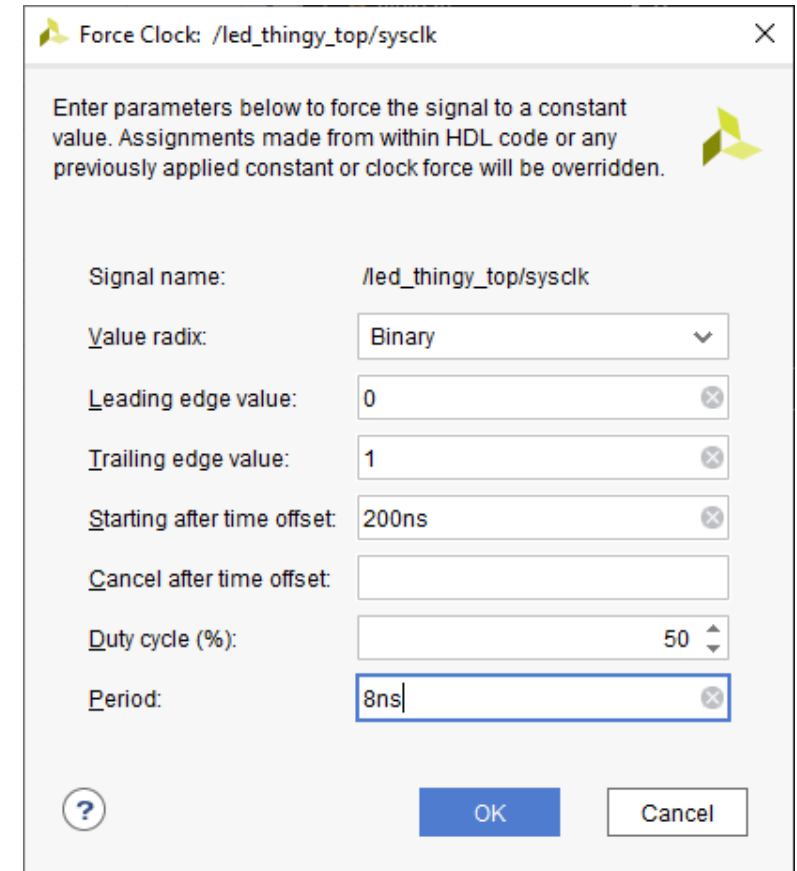 Force Clock: /led_thingy_top/sysclk
Enter parameters below to force the signal to a constant
value. Assignments made from within HDL code or any
previously applied constant or clock force will be overridden.
Signal name: /led_thingy_top/sysclk
Value radix: Binary
Leading edge value: 0
Trailing edge value: 1
Starting after time offset: 200ns
Cancel after time offset:
Duty cycle (%): 50
Period: 8ns
? OK Cancel